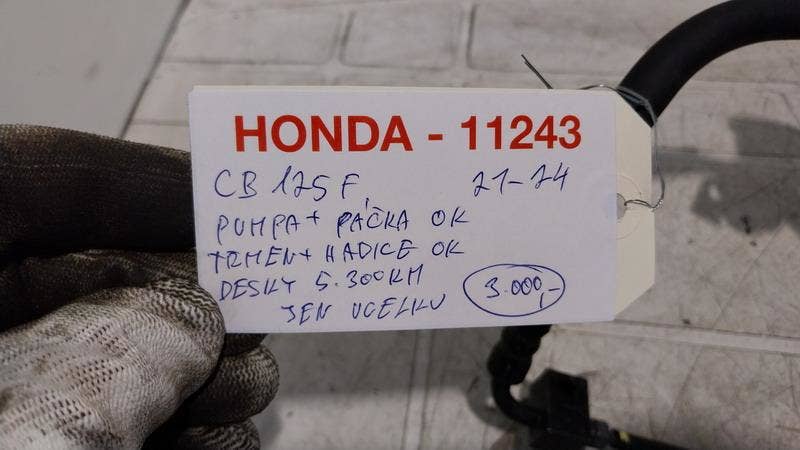 HONDA - 11243
CB 125 F, 21-24
PUMPA + PÁČKA OK
TRMEN + HADICE OK
DESKY 5.300KM
JEN VCELKU 3.000,-